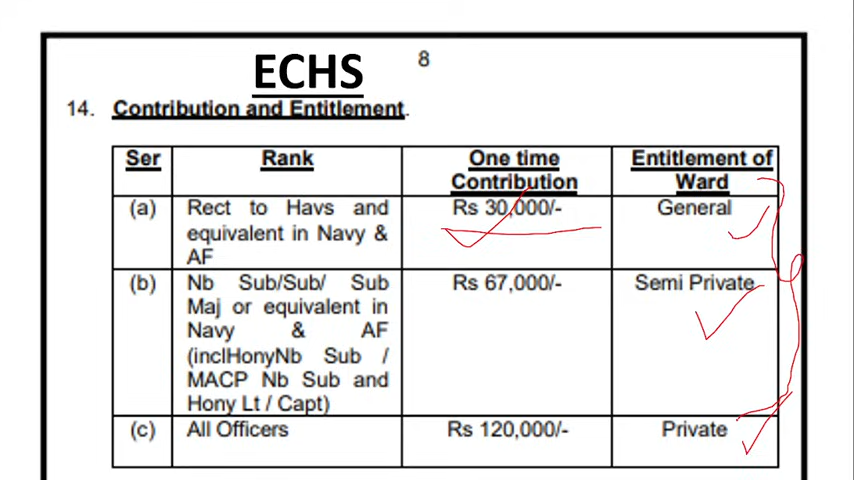 8
ECHS
14. Contribution and Entitlement.
Ser Rank One time Contribution Entitlement of Ward
(a) Rect to Havs and equivalent in Navy & AF Rs 30,000/- General
(b) Nb Sub/Sub/ Sub Maj or equivalent in Navy & AF (inclHonyNb Sub / MACP Nb Sub and Hony Lt / Capt) Rs 67,000/- Semi Private
(c) All Officers Rs 120,000/- Private